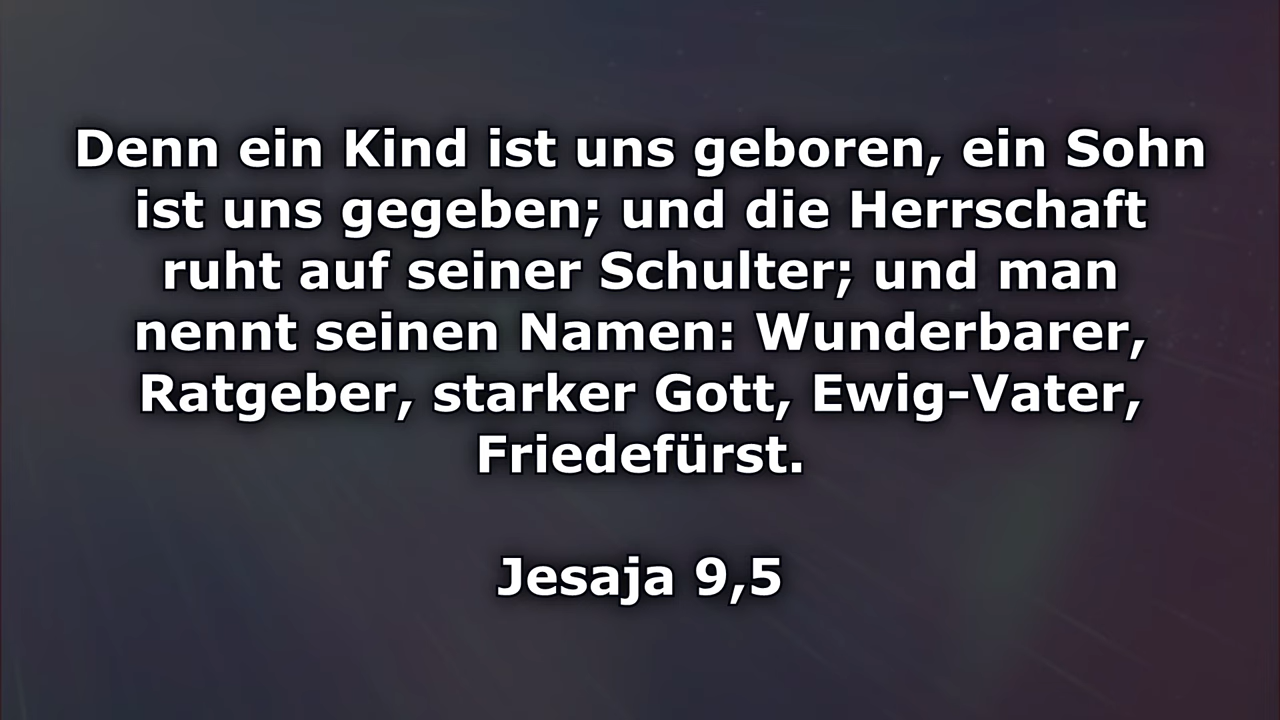 Denn ein Kind ist uns geboren, ein Sohn
ist uns gegeben; und die Herrschaft
ruht auf seiner Schulter; und man
nennt seinen Namen: Wunderbarer,
Ratgeber, starker Gott, Ewig-Vater,
Friedefürst.
Jesaja 9,5